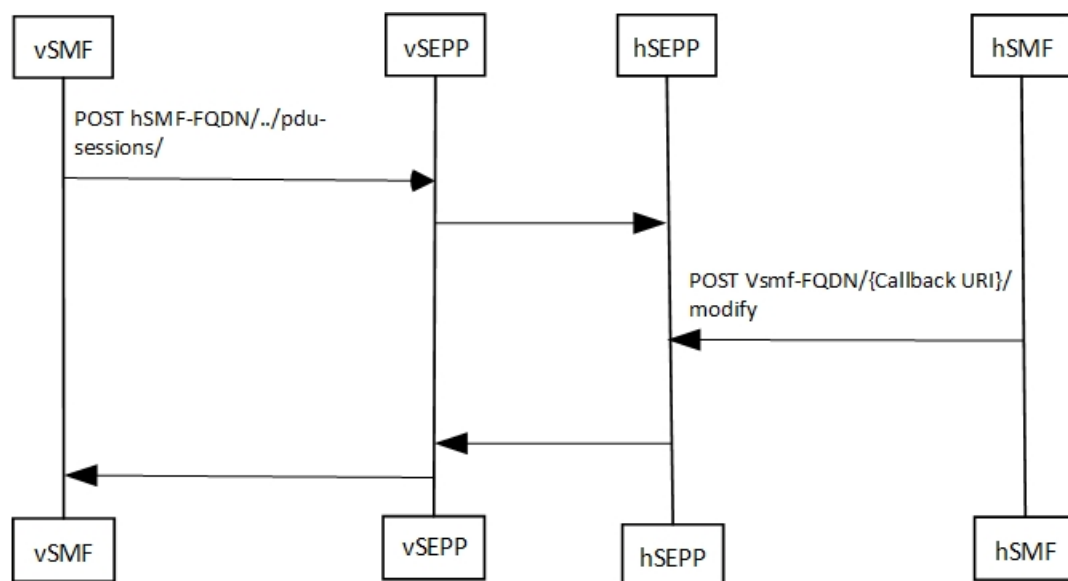 vSMF
vSEPP
hSEPP
hSMF
POST hSMF-FQDN/../pdu-
sessions/
POST Vsmf-FQDN/{Callback URI}/
modify
vSMF
vSEPP
hSEPP
hSMF